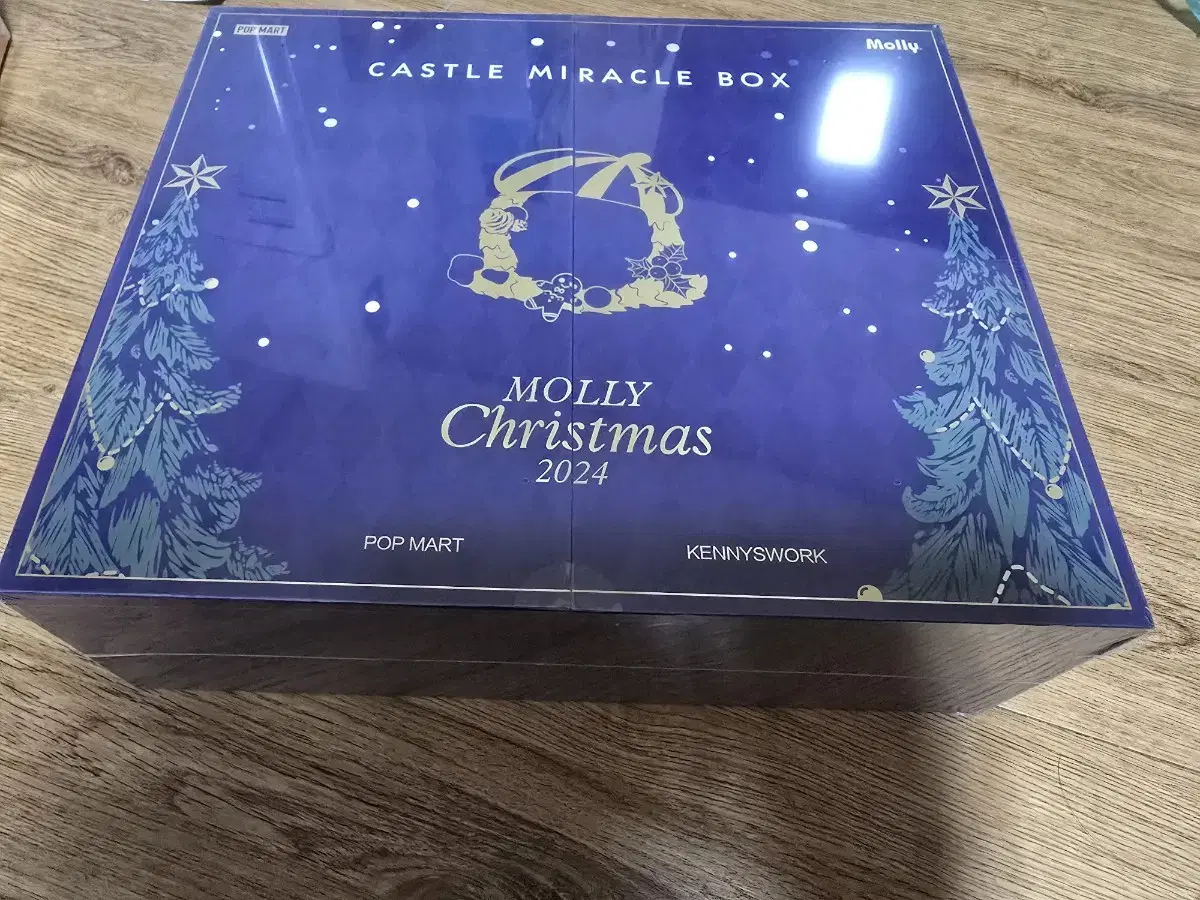 POP MART
Molly
CASTLE MIRACLE BOX
MOLLY
Christmas
2024
POP MART
KENNYSWORK